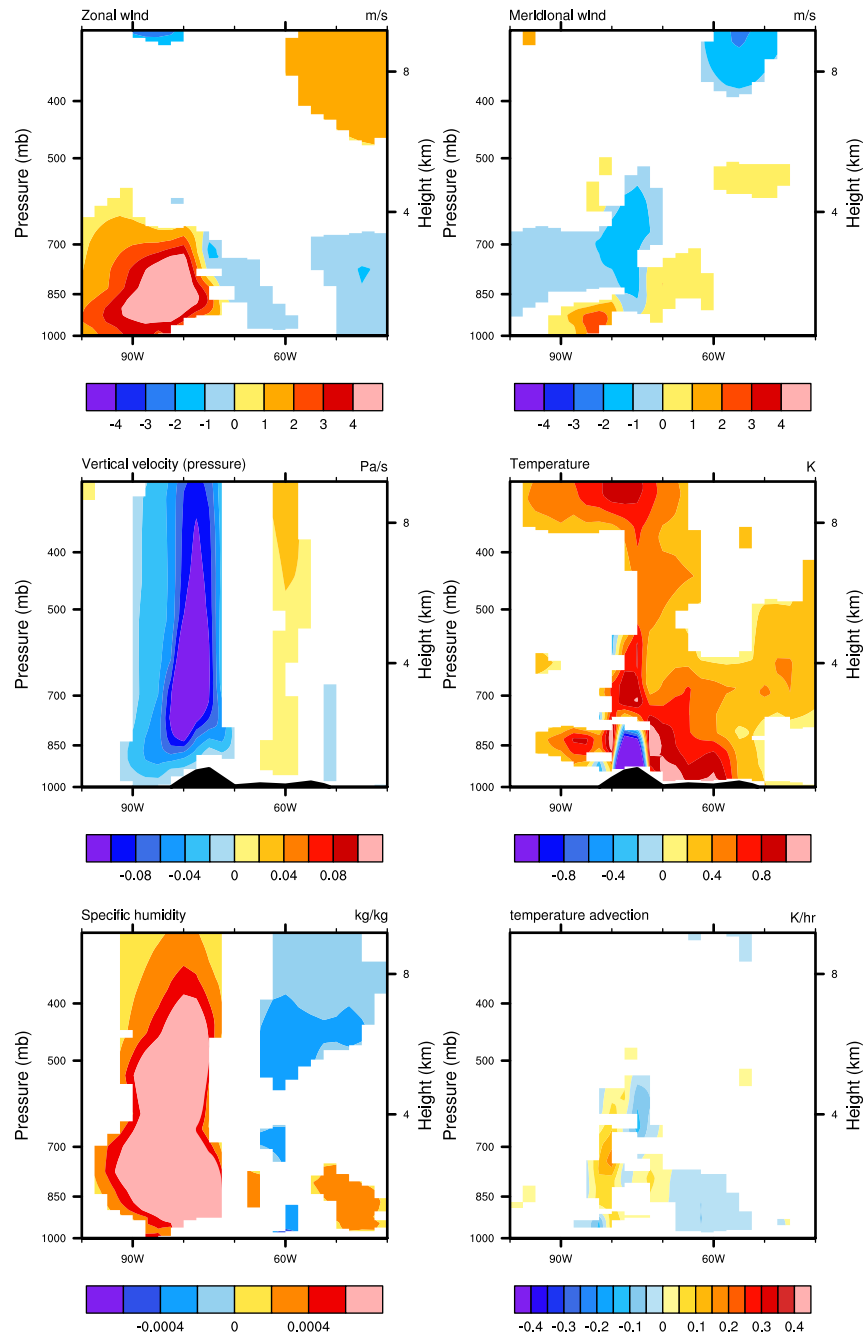 Zonal wind m/s
Pressure (mb)
400
500
700
850
1000
8
4
Height (km)
90W 60W
-4 -3 -2 -1 0 1 2 3 4
Meridional wind m/s
Pressure (mb)
400
500
700
850
1000
8
4
Height (km)
90W 60W
-4 -3 -2 -1 0 1 2 3 4
Vertical velocity (pressure) Pa/s
Pressure (mb)
400
500
700
850
1000
8
4
Height (km)
90W 60W
-0.08 -0.04 0 0.04 0.08
Temperature K
Pressure (mb)
400
500
700
850
1000
8
4
Height (km)
90W 60W
-0.8 -0.4 0 0.4 0.8
Specific humidity kg/kg
Pressure (mb)
400
500
700
850
1000
8
4
Height (km)
90W 60W
-0.0004 0 0.0004
temperature advection K/hr
Pressure (mb)
400
500
700
850
1000
8
4
Height (km)
90W 60W
-0.4 -0.3 -0.2 -0.1 0 0.1 0.2 0.3 0.4